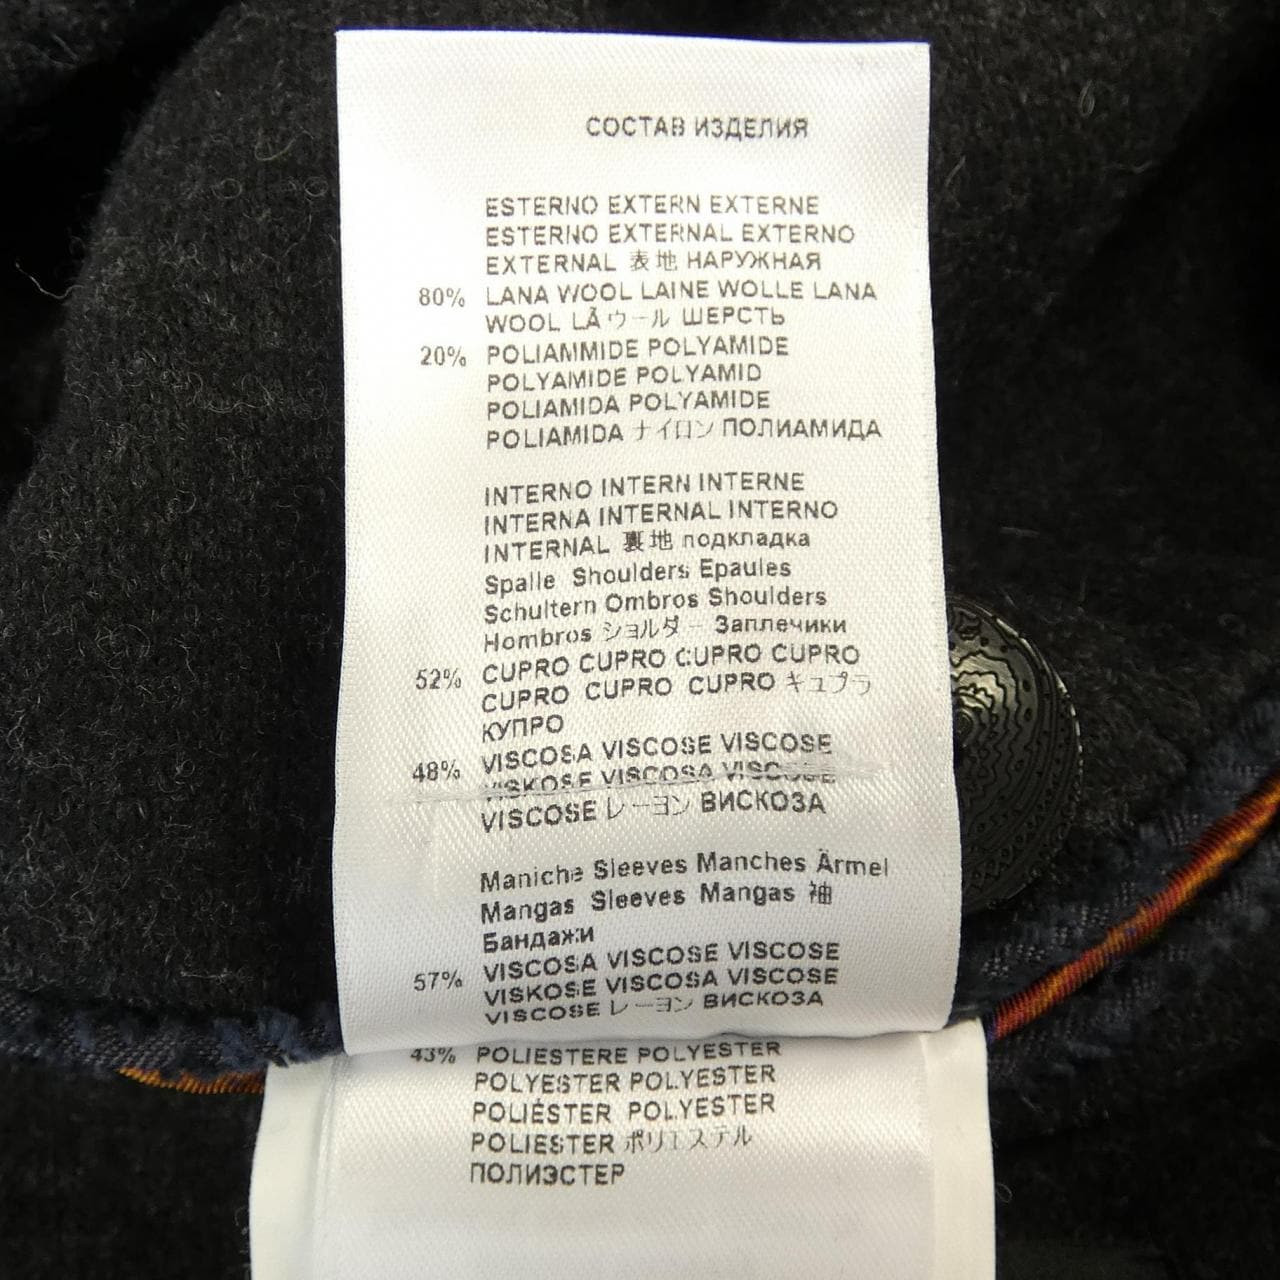 СОСТАВ ИЗДЕЛИЯ
ESTERNO EXTERN EXTERNE
ESTERNO EXTERNAL EXTERNO
EXTERNAL 表地 НАРУЖНАЯ
80% LANA WOOL LAINE WOLLE LANA
WOOL LÃ ウール ШЕРСТЬ
20% POLIAMMIDE POLYAMIDE
POLYAMIDE POLYAMID
POLIAMIDA POLYAMIDE
POLIAMIDA ナイロン ПОЛИАМИДА
INTERNO INTERN INTERNE
INTERNA INTERNAL INTERNO
INTERNAL 裏地 подкладка
Spalle Shoulders Epaules
Schultern Ombros Shoulders
Hombros ショルダー Заплечики
52% CUPRO CUPRO CUPRO CUPRO
CUPRO CUPRO CUPRO キュプラ
КУПРО
48% VISCOSA VISCOSE VISCOSE
VISKOSE VISCOSA VISCOSE
VISCOSE レーヨン ВИСКОЗА
Maniche Sleeves Manches Ärmel
Mangas Sleeves Mangas 袖
Бандажи
57% VISCOSA VISCOSE VISCOSE
VISKOSE VISCOSA VISCOSE
VISCOSE レーヨン ВИСКОЗА
43% POLIESTERE POLYESTER
POLYESTER POLYESTER
POLIÉSTER POLYESTER
POLIESTER ポリエステル
ПОЛИЭСТЕР